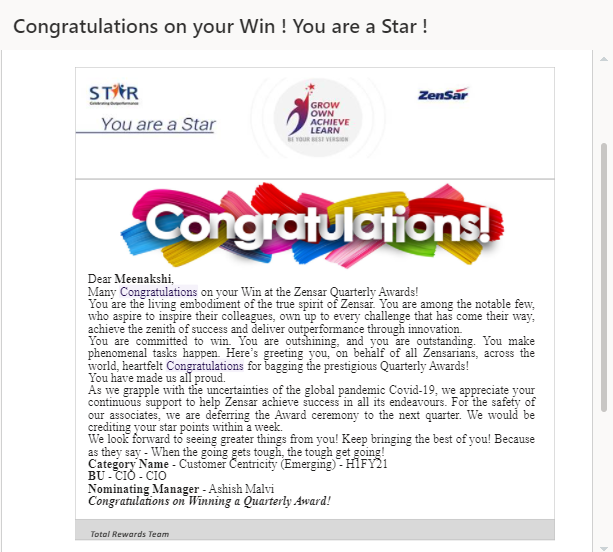 Congratulations on your Win ! You are a Star !
STAR
Celebrating Outperformance
You are a Star
GROW
OWN
ACHIEVE
LEARN
BE YOUR BEST VERSION
ZenSar
Congratulations!
Dear Meenakshi,
Many Congratulations on your Win at the Zensar Quarterly Awards!
You are the living embodiment of the true spirit of Zensar. You are among the notable few,
who aspire to inspire their colleagues, own up to every challenge that has come their way,
achieve the zenith of success and deliver outperformance through innovation.
You are committed to win. You are outshining, and you are outstanding. You make
phenomenal tasks happen. Here's greeting you, on behalf of all Zensarians, across the
world, heartfelt Congratulations for bagging the prestigious Quarterly Awards!
You have made us all proud.
As we grapple with the uncertainties of the global pandemic Covid-19, we appreciate your
continuous support to help Zensar achieve success in all its endeavours. For the safety of
our associates, we are deferring the Award ceremony to the next quarter. We would be
crediting your star points within a week.
We look forward to seeing greater things from you! Keep bringing the best of you! Because
as they say - When the going gets tough, the tough get going!
Category Name - Customer Centricity (Emerging) - H1FY21
BU - CIO - CIO
Nominating Manager - Ashish Malvi
Congratulations on Winning a Quarterly Award!
Total Rewards Team